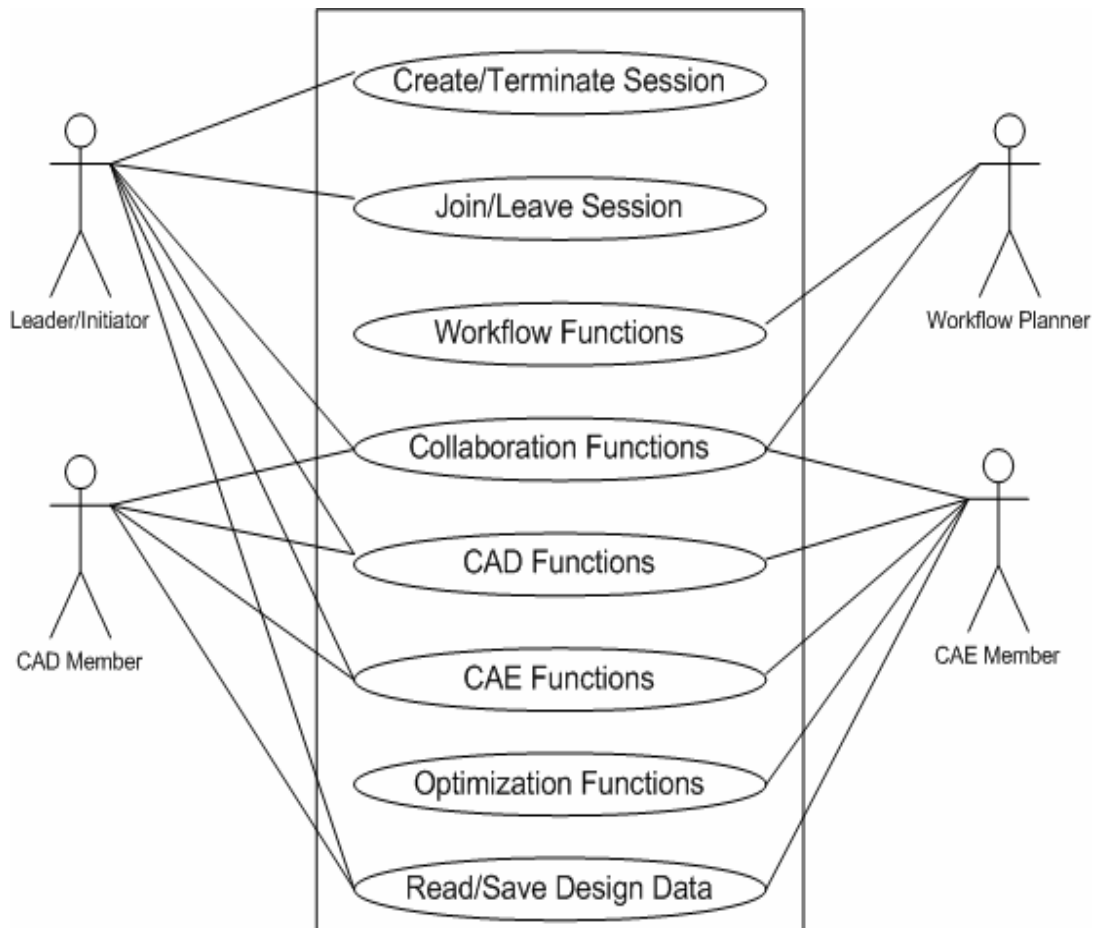 Create/Terminate Session
Join/Leave Session
Leader/Initiator
Workflow Functions
Workflow Planner
Collaboration Functions
CAD Functions
CAD Member
CAE Member
CAE Functions
Optimization Functions
Read/Save Design Data